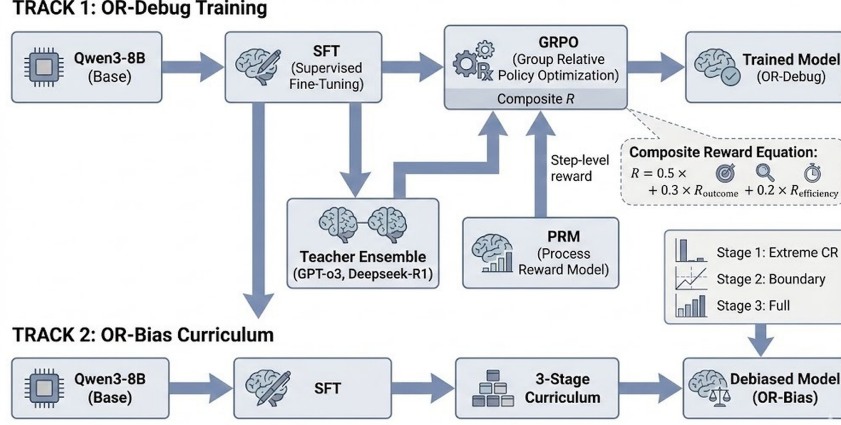 TRACK 1: OR-Debug Training
Qwen3-8B
(Base)
SFT
(Supervised
Fine-Tuning)
GRPO
(Group Relative
Policy Optimization)
Composite R
Trained Model
(OR-Debug)
Composite Reward Equation:
R = 0.5 ×
+ 0.3 × Routcome + 0.2 × Refficiency
Step-level
reward
Teacher Ensemble
(GPT-o3, Deepseek-R1)
PRM
(Process
Reward Model)
Stage 1: Extreme CR
Stage 2: Boundary
Stage 3: Full
TRACK 2: OR-Bias Curriculum
Qwen3-8B
(Base)
SFT
3-Stage
Curriculum
Debiased Model
(OR-Bias)